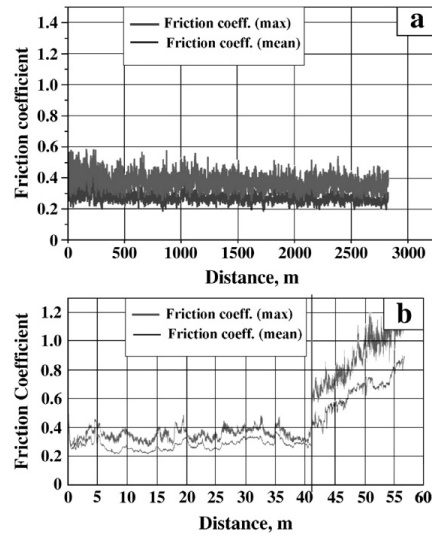 a
Friction coeff. (max)
Friction coeff. (mean)
Friction coefficient
1.4
1.2
1.0
0.8
0.6
0.4
0.2
0
0 500 1000 1500 2000 2500 3000
Distance, m
b
Friction coeff. (max)
Friction coeff. (mean)
Friction Coefficient
1.2
1.0
0.8
0.6
0.4
0.2
0.0
0 5 10 15 20 25 30 35 40 45 50 55 60
Distance, m